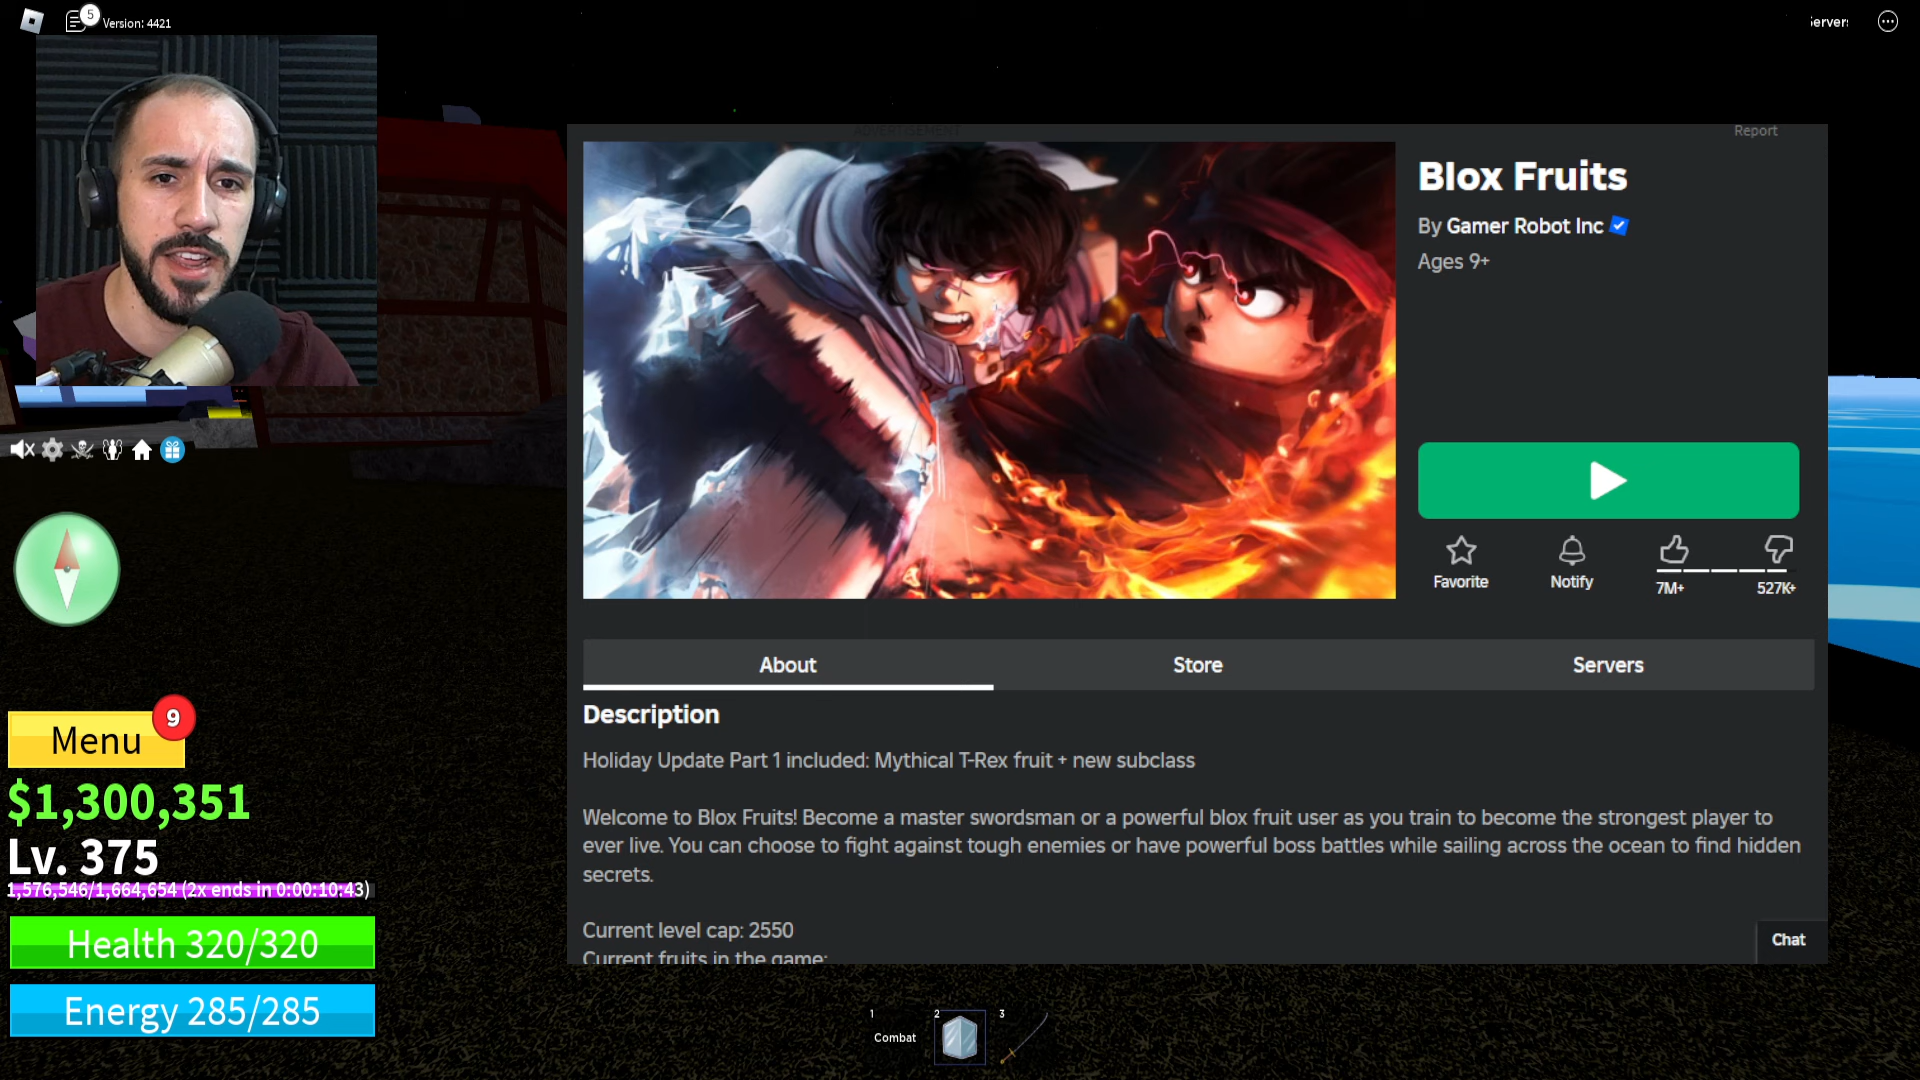 5
Version: 4421
ADVERTISEMENT
Report
Blox Fruits
By Gamer Robot Inc
Ages 9+
Favorite
Notify
7M+
527K+
About
Store
Servers
Description
Holiday Update Part 1 included: Mythical T-Rex fruit + new subclass
Welcome to Blox Fruits! Become a master swordsman or a powerful blox fruit user as you train to become the strongest player to
ever live. You can choose to fight against tough enemies or have powerful boss battles while sailing across the ocean to find hidden
secrets.
Current level cap: 2550
Current fruits in the game:
Chat
Menu
9
$1,300,351
Lv. 375
1,576,546/1,664,654 (2x ends in 0:00:10:43)
Health 320/320
Energy 285/285
1
Combat
2
3